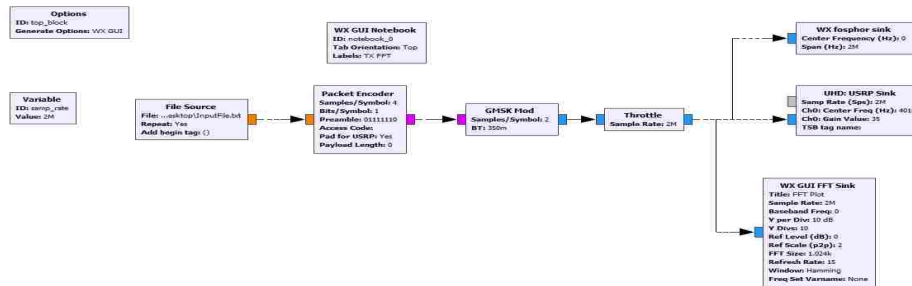 Options
ID: top_block
Generate Options: WX GUI
WX GUI Notebook
ID: notebook_0
Tab Orientation: Top
Labels: TX FFT
WX fosphor sink
Center Frequency (Hz): 0
Span (Hz): 2M
Variable
ID: samp_rate
Value: 2M
File Source
File: ...esktop\InputFile.txt
Repeat: Yes
Add begin tag: ()
Packet Encoder
Samples/Symbol: 4
Bits/Symbol: 1
Preamble: 01111110
Access Code:
Pad for USRP: Yes
Payload Length: 0
GMSK Mod
Samples/Symbol: 2
BT: 350m
Throttle
Sample Rate: 2M
UHD: USRP Sink
Samp Rate (Sps): 2M
Ch0: Center Freq (Hz): 401
Ch0: Gain Value: 35
TSB tag name:
WX GUI FFT Sink
Title: FFT Plot
Sample Rate: 2M
Baseband Freq: 0
Y per Div: 10 dB
Y Divs: 10
Ref Level (dB): 0
Ref Scale (p2p): 2
FFT Size: 1.024k
Refresh Rate: 15
Window: Hamming
Freq Set Varname: None